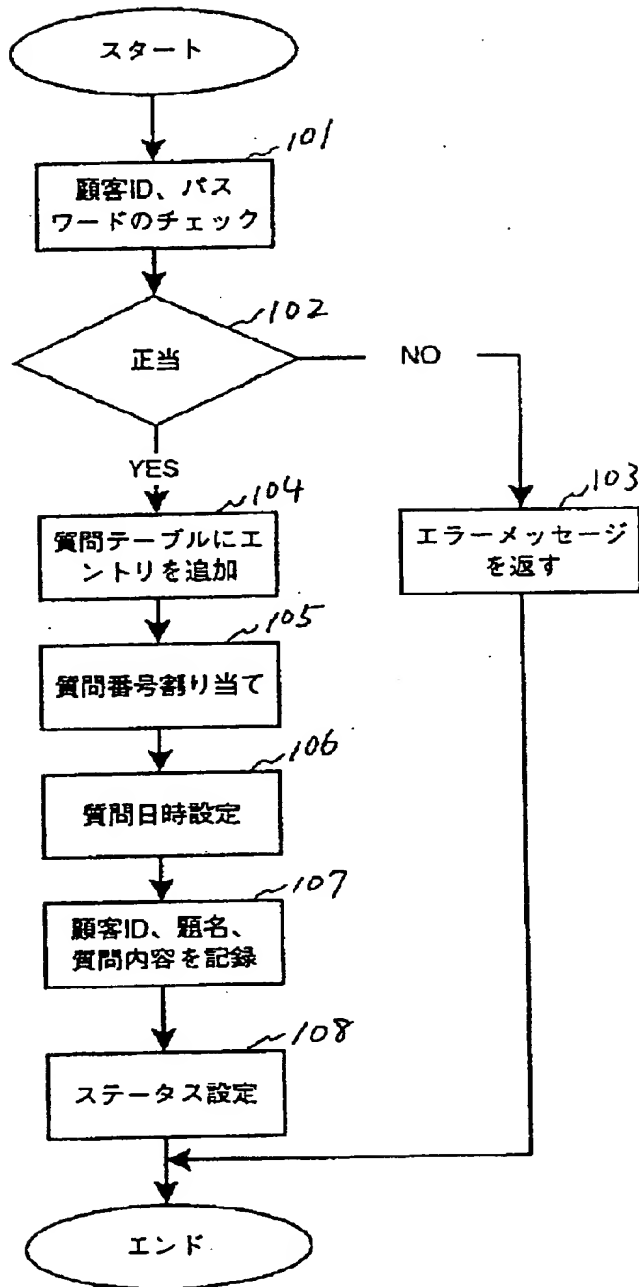 スタート
101
顧客ID、パス
ワードのチェック
102
正当
NO
YES
104
質問テーブルにエ
ントリを追加
103
エラーメッセージ
を返す
105
質問番号割り当て
106
質問日時設定
107
顧客ID、題名、
質問内容を記録
108
ステータス設定
エンド